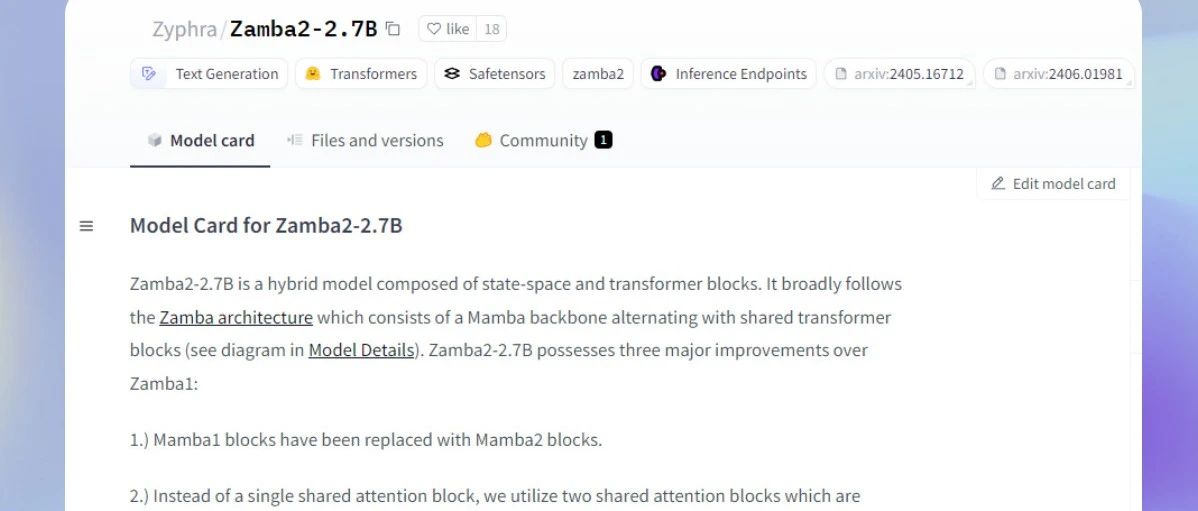 Zyphra/Zamba2-2.7B like 18
Text Generation Transformers Safetensors zamba2 Inference Endpoints arxiv:2405.16712 arxiv:2406.01981
Model card Files and versions Community 1
Edit model card
Model Card for Zamba2-2.7B
Zamba2-2.7B is a hybrid model composed of state-space and transformer blocks. It broadly follows
the Zamba architecture which consists of a Mamba backbone alternating with shared transformer
blocks (see diagram in Model Details). Zamba2-2.7B possesses three major improvements over
Zamba1:
1.) Mamba1 blocks have been replaced with Mamba2 blocks.
2.) Instead of a single shared attention block, we utilize two shared attention blocks which are